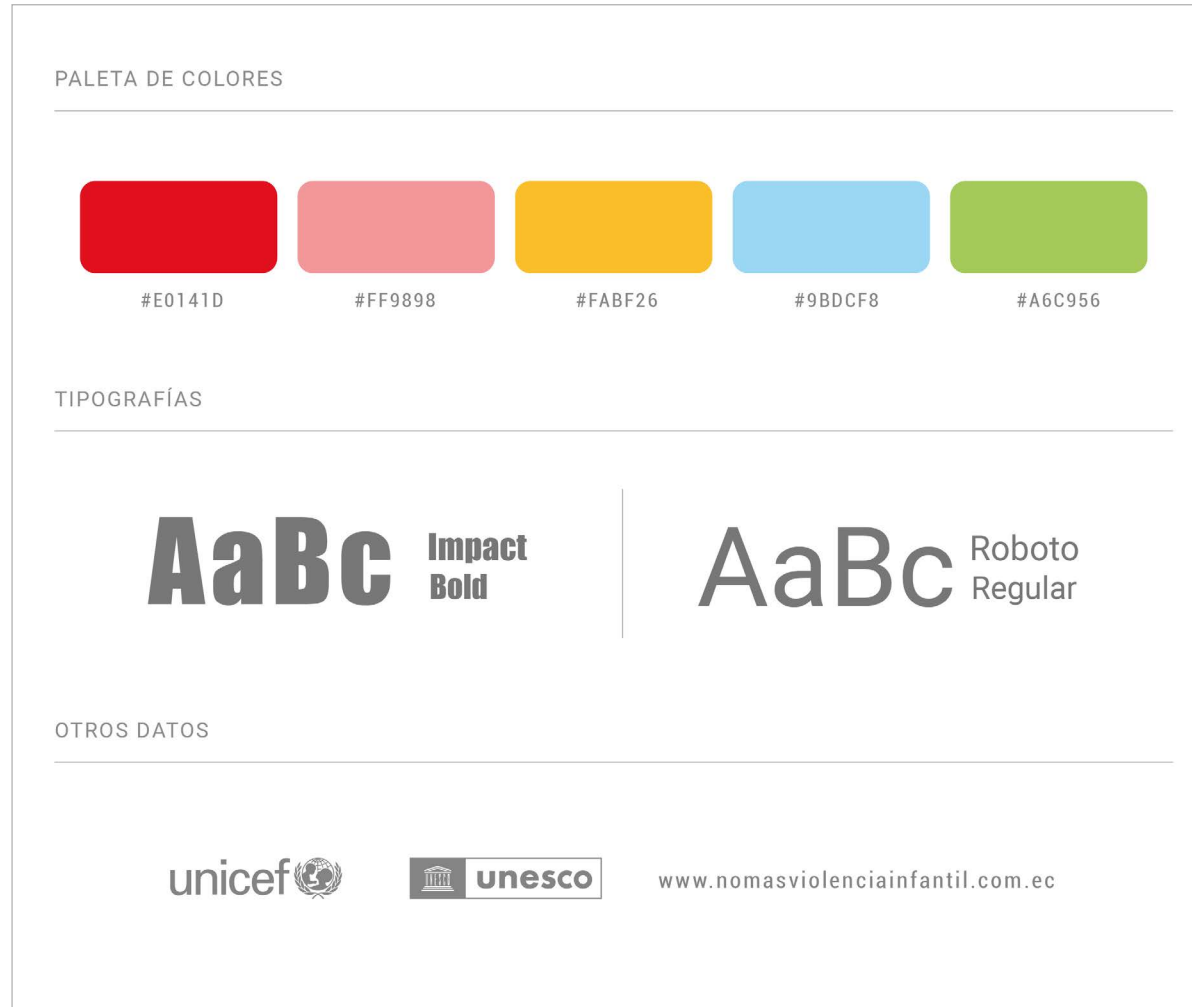 PALETA DE COLORES
#E0141D
#FF9898
#FABF26
#9BDCF8
#A6C956
TIPOGRAFÍAS
AaBc
Impact
Bold
AaBc
Roboto
Regular
OTROS DATOS
unicef
unesco
www.nomasviolenciainfantil.com.ec